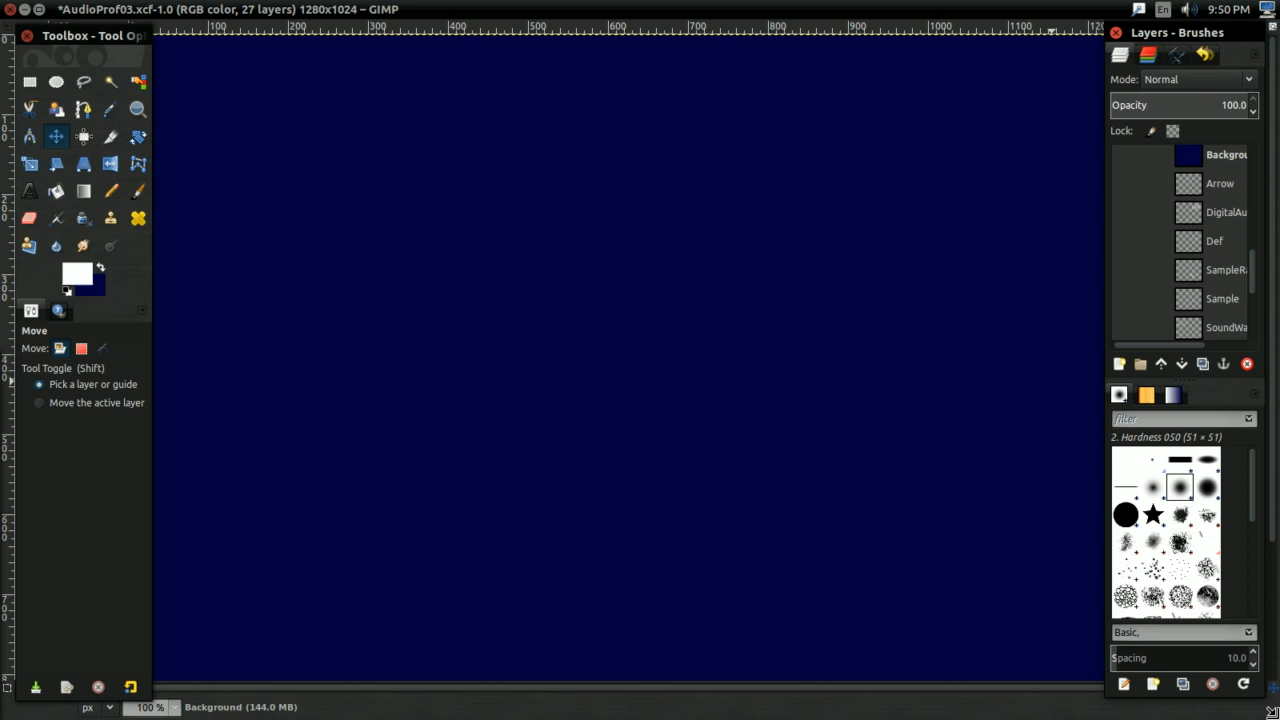 *AudioProf03.xcf-1.0 (RGB color, 27 layers) 1280x1024 – GIMP
En
9:50 PM
Toolbox - Tool Op
100
200
300
400
500
600
700
800
900
1000
1100
Layers - Brushes
Mode: Normal
Opacity 100.0
Lock:
Backgrou
Arrow
DigitalAu
Def
SampleRa
Sample
SoundWa
Move
Move:
Tool Toggle (Shift)
Pick a layer or guide
Move the active layer
filter
2. Hardness 050 (51 × 51)
Basic,
Spacing 10.0
px
100 %
Background (144.0 MB)